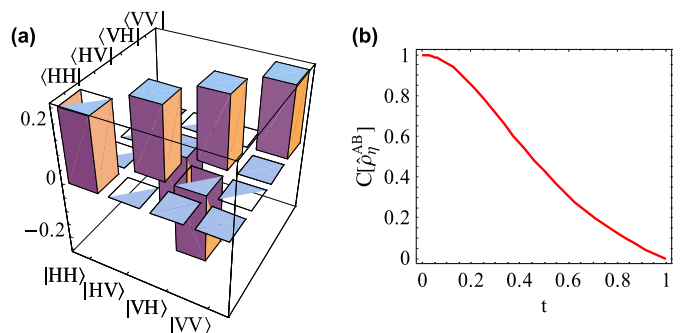 (a)
⟨VV|
⟨VH|
⟨HV|
⟨HH|
0.2
0
−0.2
|HH⟩
|HV⟩
|VH⟩
|VV⟩
(b)
1
0.8
0.6
0.4
0.2
0
C[ρ̂_η^AB]
0 0.2 0.4 0.6 0.8 1
t